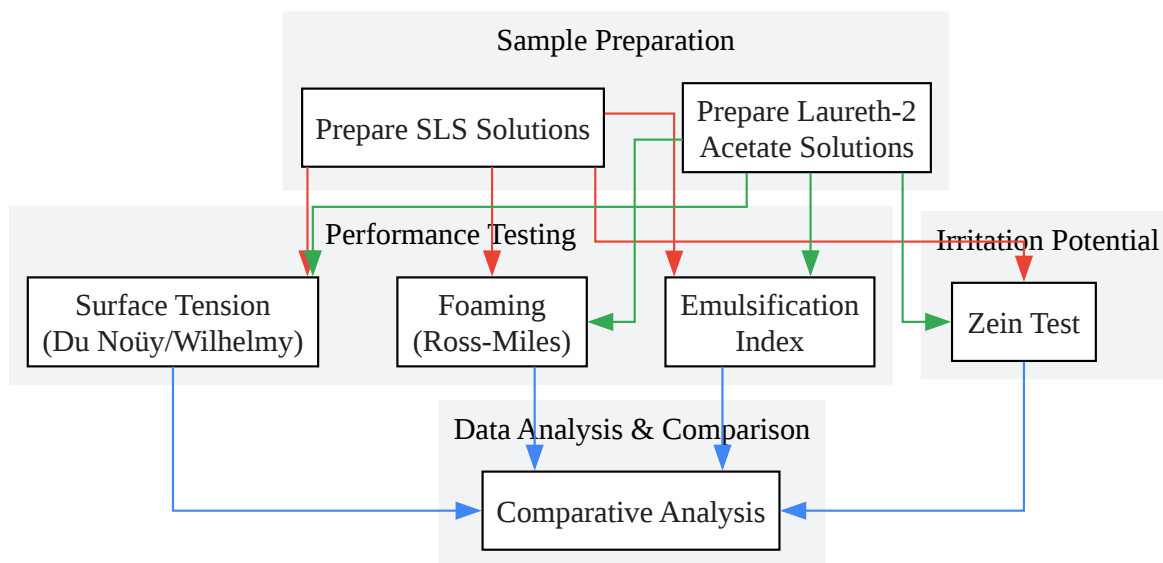 Sample Preparation
Prepare SLS Solutions
Prepare Laureth-2
Acetate Solutions
Performance Testing
Irritation Potential
Surface Tension
(Du Noüy/Wilhelmy)
Foaming
(Ross-Miles)
Emulsification
Index
Zein Test
Data Analysis & Comparison
Comparative Analysis